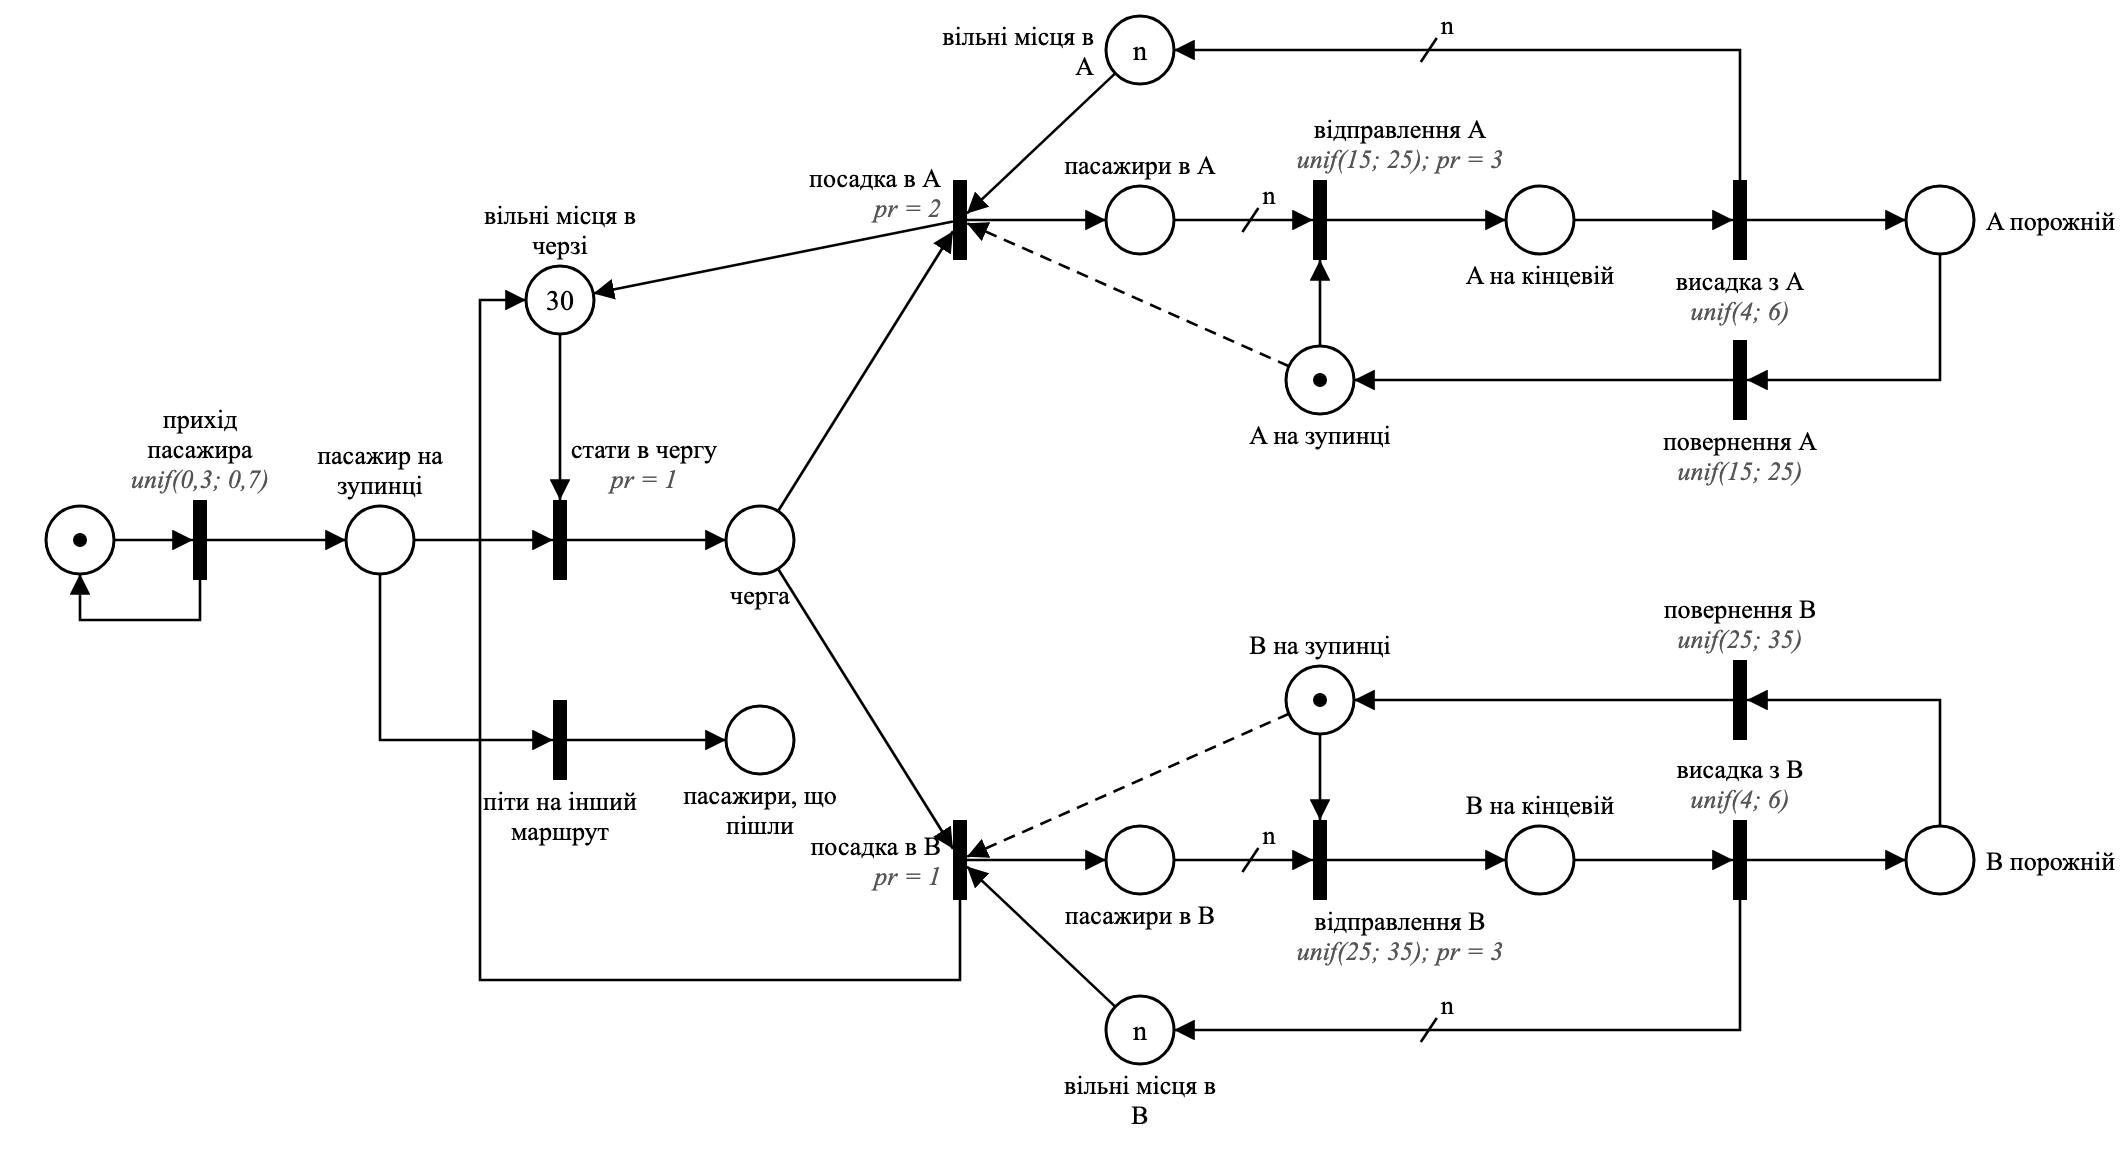 n
вільні місця в
А
n
відправлення А
unif(15; 25); pr = 3
пасажири в А
n
посадка в А
pr = 2
вільні місця в
черзі
30
А на кінцевій
А порожній
висадка з А
unif(4; 6)
А на зупинці
повернення А
unif(15; 25)
прихід
пасажира
unif(0,3; 0,7)
пасажир на
зупинці
стати в чергу
pr = 1
черга
повернення В
unif(25; 35)
В на зупинці
висадка з В
unif(4; 6)
піти на інший
маршрут
пасажири, що
пішли
посадка в В
pr = 1
n
В на кінцевій
В порожній
пасажири в В
відправлення В
unif(25; 35); pr = 3
n
n
вільні місця в
В